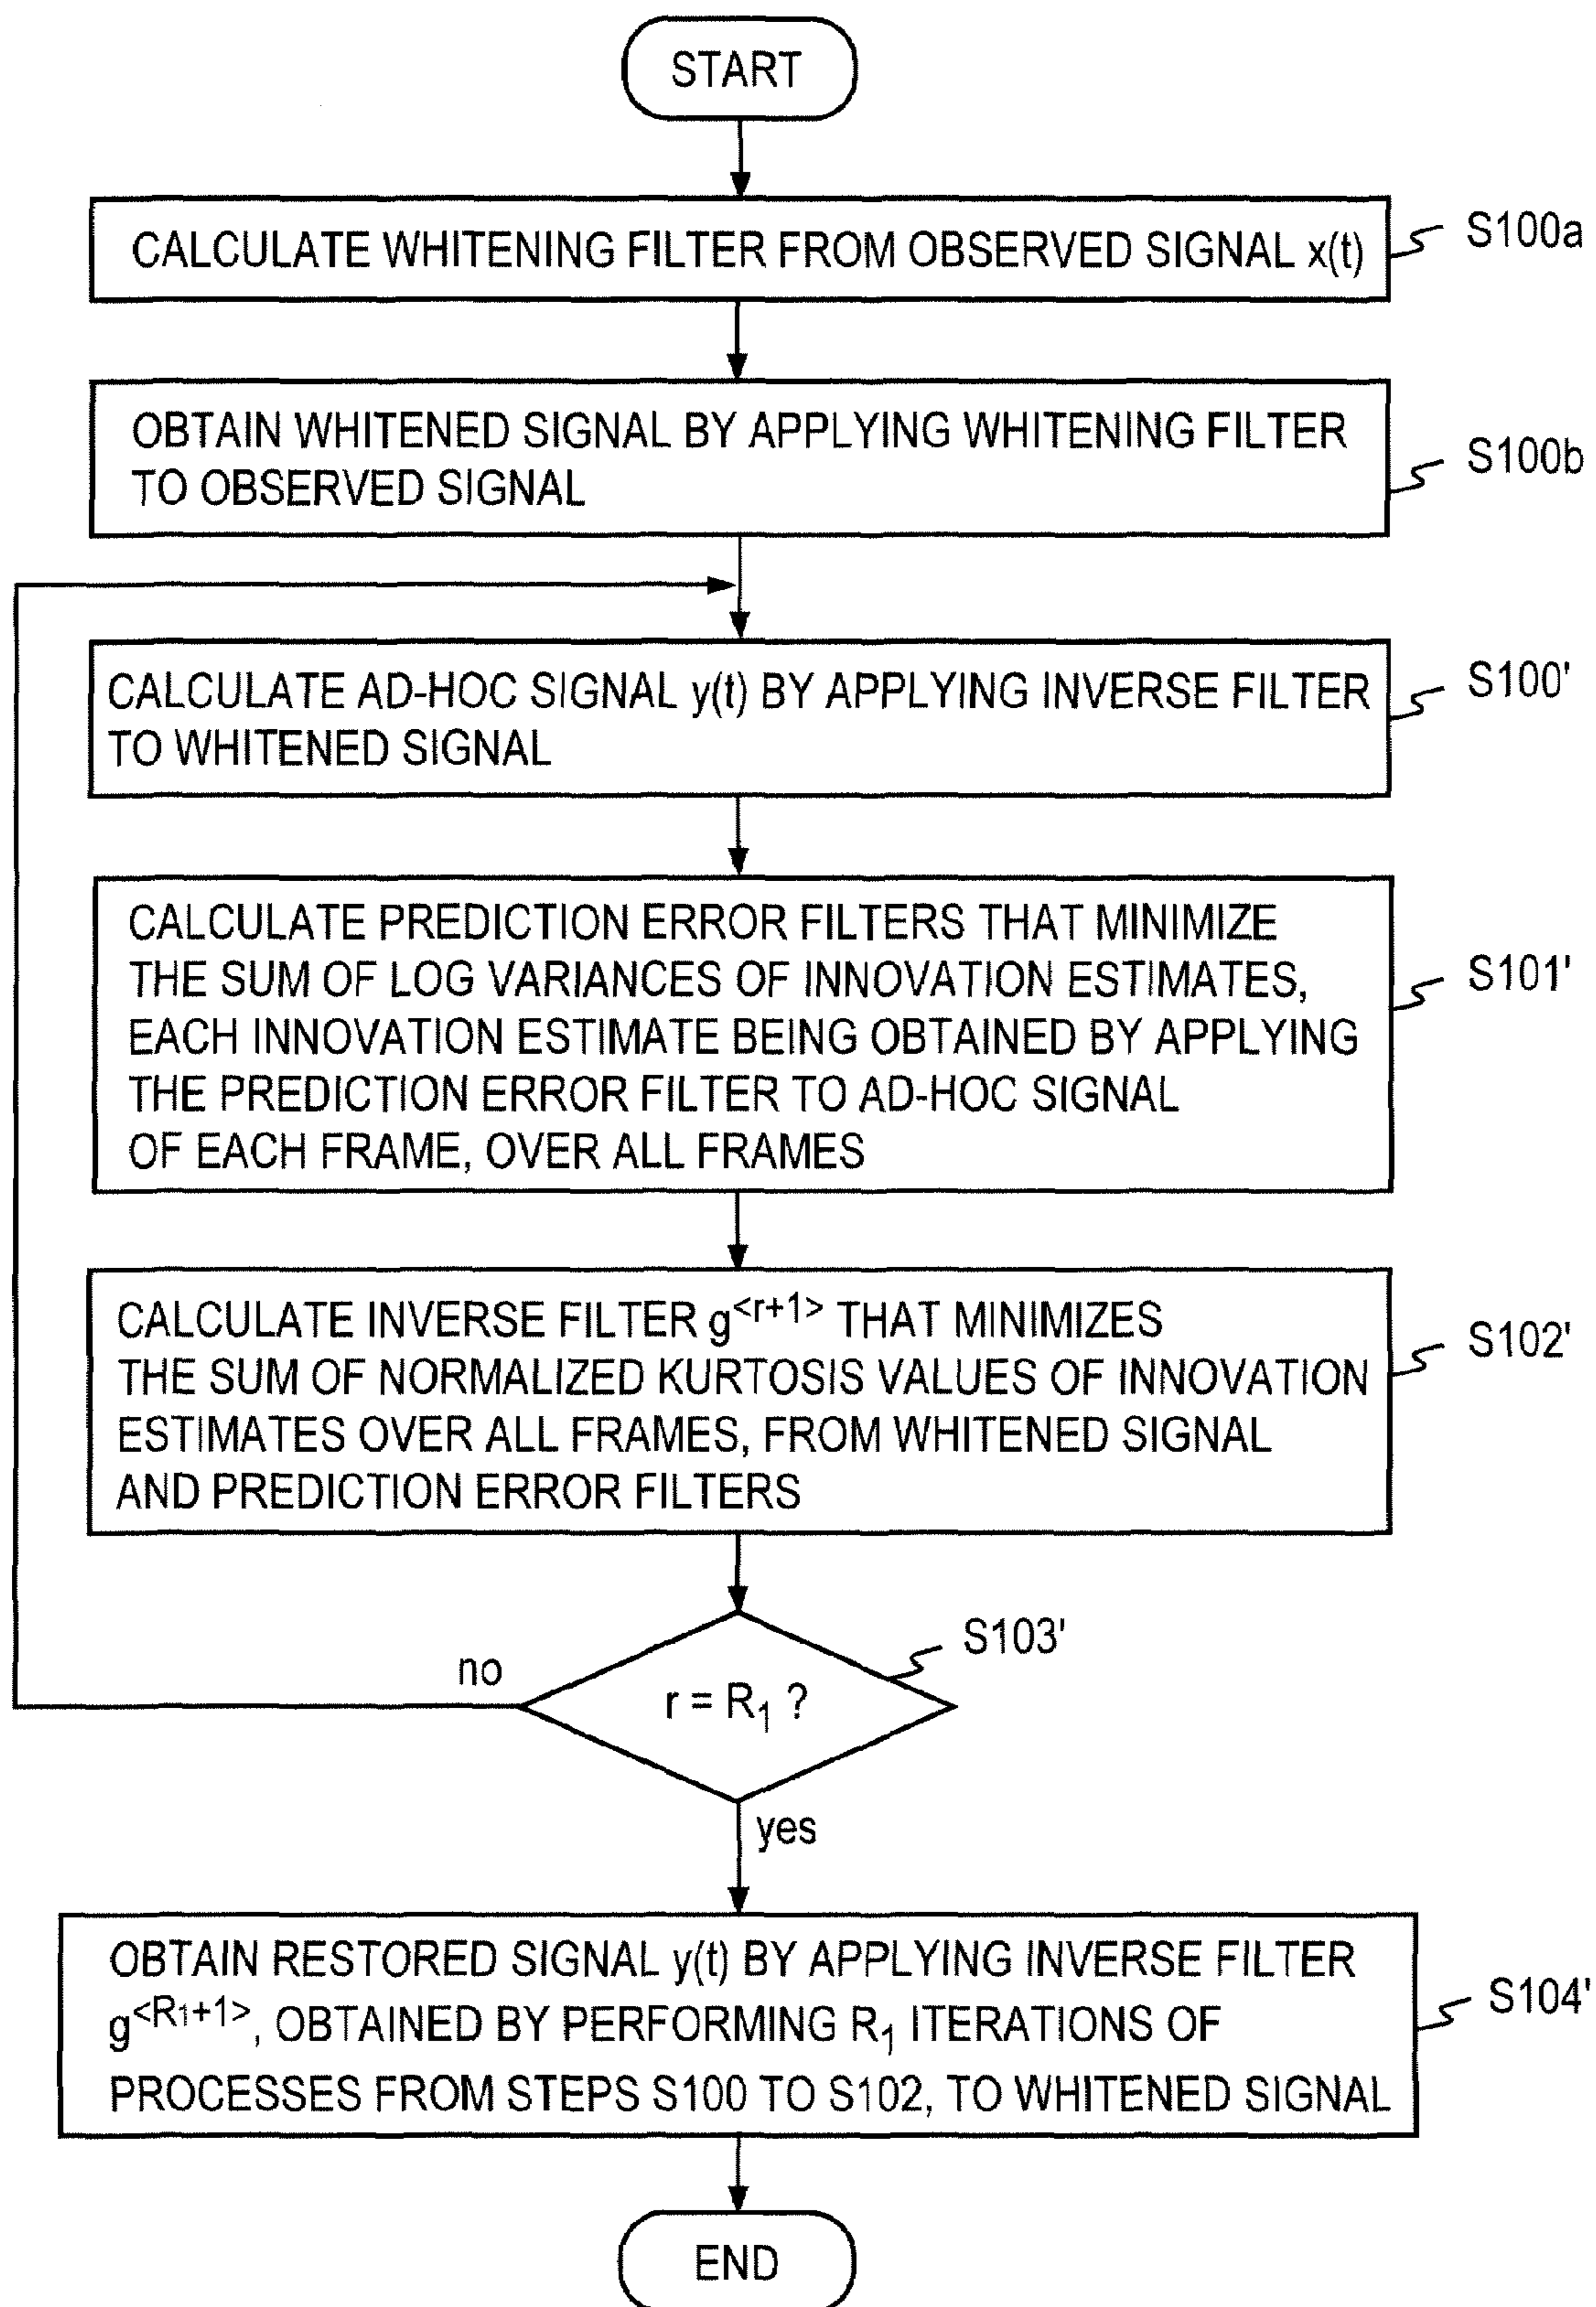 START
CALCULATE WHITENING FILTER FROM OBSERVED SIGNAL x(t)
S100a
OBTAIN WHITENED SIGNAL BY APPLYING WHITENING FILTER
TO OBSERVED SIGNAL
S100b
CALCULATE AD-HOC SIGNAL y(t) BY APPLYING INVERSE FILTER
TO WHITENED SIGNAL
S100'
CALCULATE PREDICTION ERROR FILTERS THAT MINIMIZE
THE SUM OF LOG VARIANCES OF INNOVATION ESTIMATES,
EACH INNOVATION ESTIMATE BEING OBTAINED BY APPLYING
THE PREDICTION ERROR FILTER TO AD-HOC SIGNAL
OF EACH FRAME, OVER ALL FRAMES
S101'
CALCULATE INVERSE FILTER g<r+1> THAT MINIMIZES
THE SUM OF NORMALIZED KURTOSIS VALUES OF INNOVATION
ESTIMATES OVER ALL FRAMES, FROM WHITENED SIGNAL
AND PREDICTION ERROR FILTERS
S102'
S103'
no
r = R1 ?
yes
OBTAIN RESTORED SIGNAL y(t) BY APPLYING INVERSE FILTER
g<R1+1>, OBTAINED BY PERFORMING R1 ITERATIONS OF
PROCESSES FROM STEPS S100 TO S102, TO WHITENED SIGNAL
S104'
END